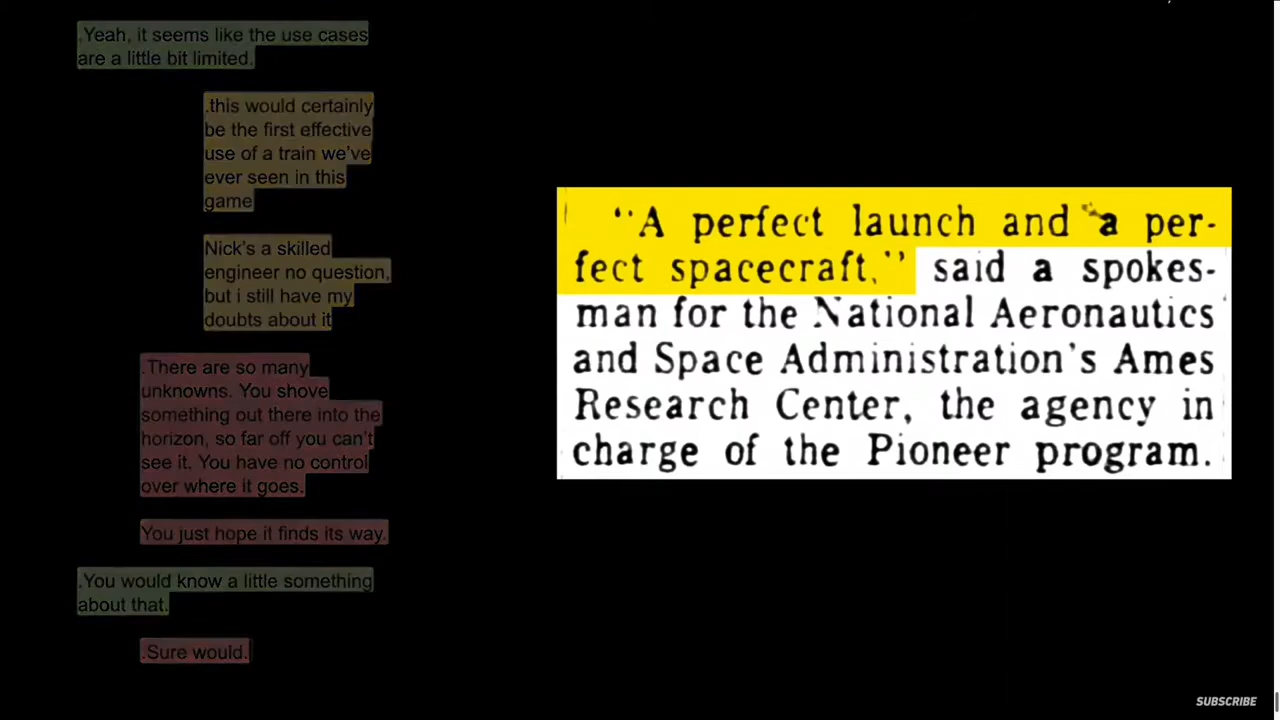 .Yeah, it seems like the use cases
are a little bit limited.
.this would certainly
be the first effective
use of a train we've
ever seen in this
game
Nick's a skilled
engineer no question,
but i still have my
doubts about it
.There are so many
unknowns. You shove
something out there into the
horizon, so far off you can't
see it. You have no control
over where it goes.
You just hope it finds its way.
.You would know a little something
about that.
.Sure would.
"A perfect launch and a per-
fect spacecraft," said a spokes-
man for the National Aeronautics
and Space Administration's Ames
Research Center, the agency in
charge of the Pioneer program.
SUBSCRIBE